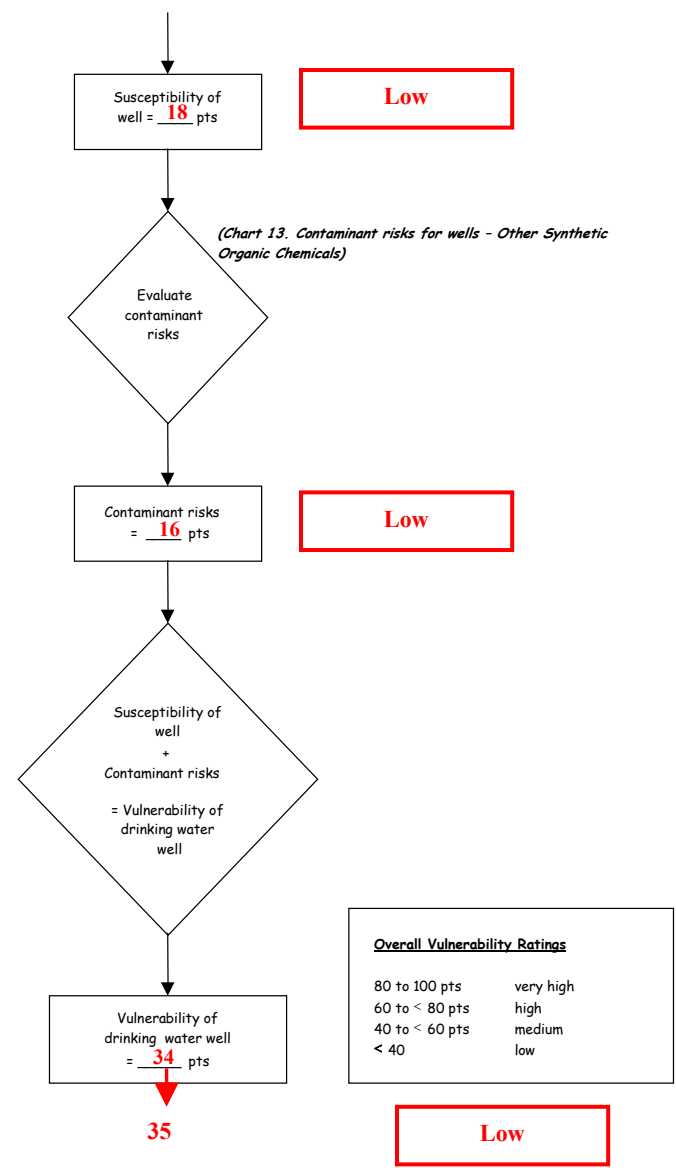 Susceptibility of
well = 18 pts
Low
(Chart 13. Contaminant risks for wells – Other Synthetic
Organic Chemicals)
Evaluate
contaminant
risks
Contaminant risks
= 16 pts
Low
Susceptibility of
well
+
Contaminant risks
= Vulnerability of
drinking water
well
Overall Vulnerability Ratings
80 to 100 pts very high
60 to < 80 pts high
40 to < 60 pts medium
< 40 low
Vulnerability of
drinking water well
= 34 pts
35
Low